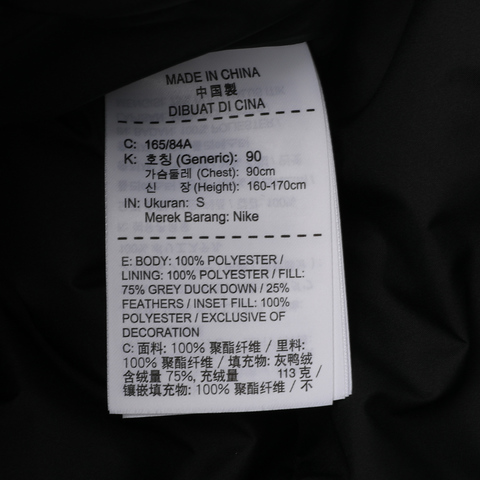 MADE IN CHINA
中国製
DIBUAT DI CINA
C: 165/84A
K: 호칭 (Generic): 90
가슴둘레 (Chest): 90cm
신 장 (Height): 160-170cm
IN: Ukuran: S
Merek Barang: Nike
E: BODY: 100% POLYESTER /
LINING: 100% POLYESTER / FILL:
75% GREY DUCK DOWN / 25%
FEATHERS / INSET FILL: 100%
POLYESTER / EXCLUSIVE OF
DECORATION
C: 面料: 100% 聚酯纤维 / 里料:
100% 聚酯纤维 / 填充物: 灰鸭绒
含绒量 75%, 充绒量 113 克 /
镶嵌填充物: 100% 聚酯纤维 / 不